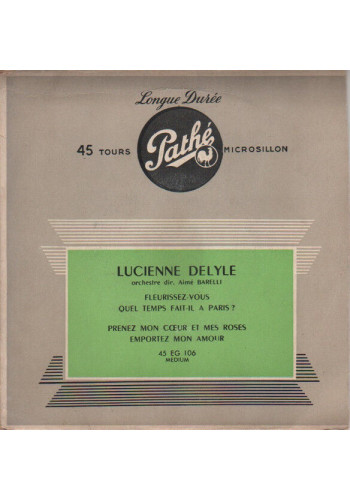 Longue Durée
45 TOURS Pathé MICROSILLON
LUCIENNE DELYLE
orchestre dir. Aimé BARELLI
FLEURISSEZ-VOUS
QUEL TEMPS FAIT-IL A PARIS ?
PRENEZ MON CŒUR ET MES ROSES
EMPORTEZ MON AMOUR
45 EG 106
MEDIUM